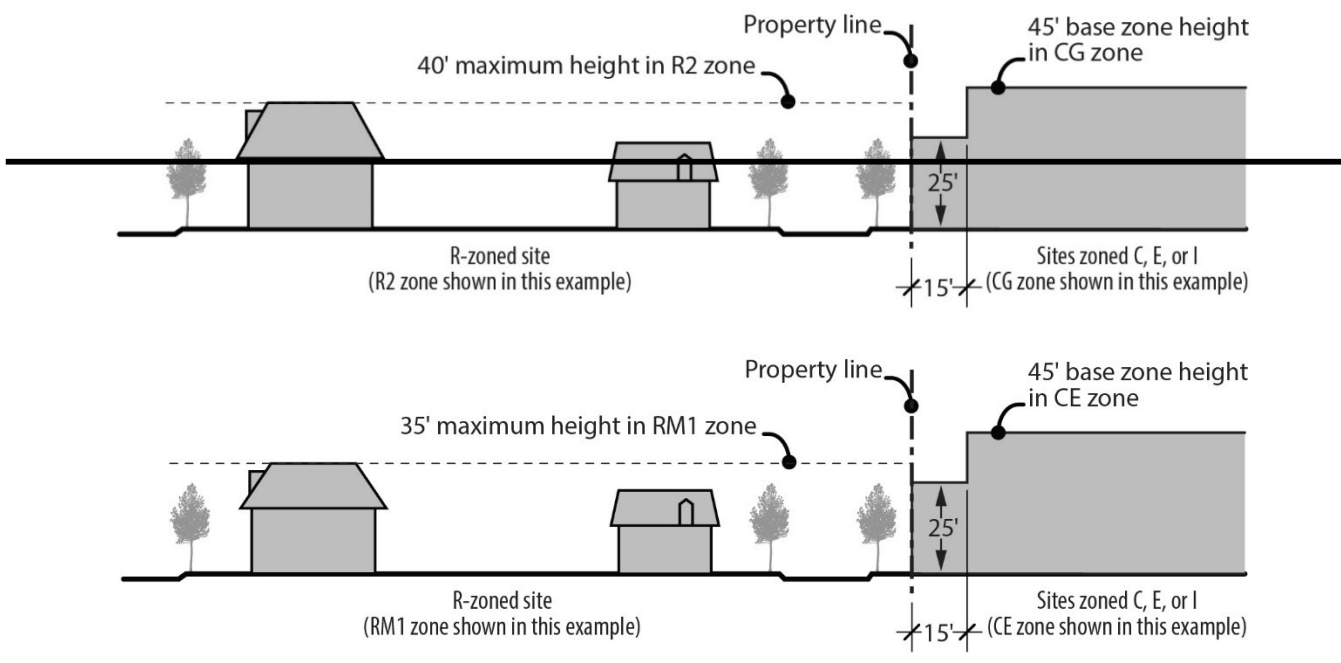 Property line
45' base zone height
in CG zone
40' maximum height in R2 zone
25'
R-zoned site
(R2 zone shown in this example)
Sites zoned C, E, or I
(CG zone shown in this example)
15'
Property line
45' base zone height
in CE zone
35' maximum height in RM1 zone
25'
R-zoned site
(RM1 zone shown in this example)
Sites zoned C, E, or I
(CE zone shown in this example)
15'